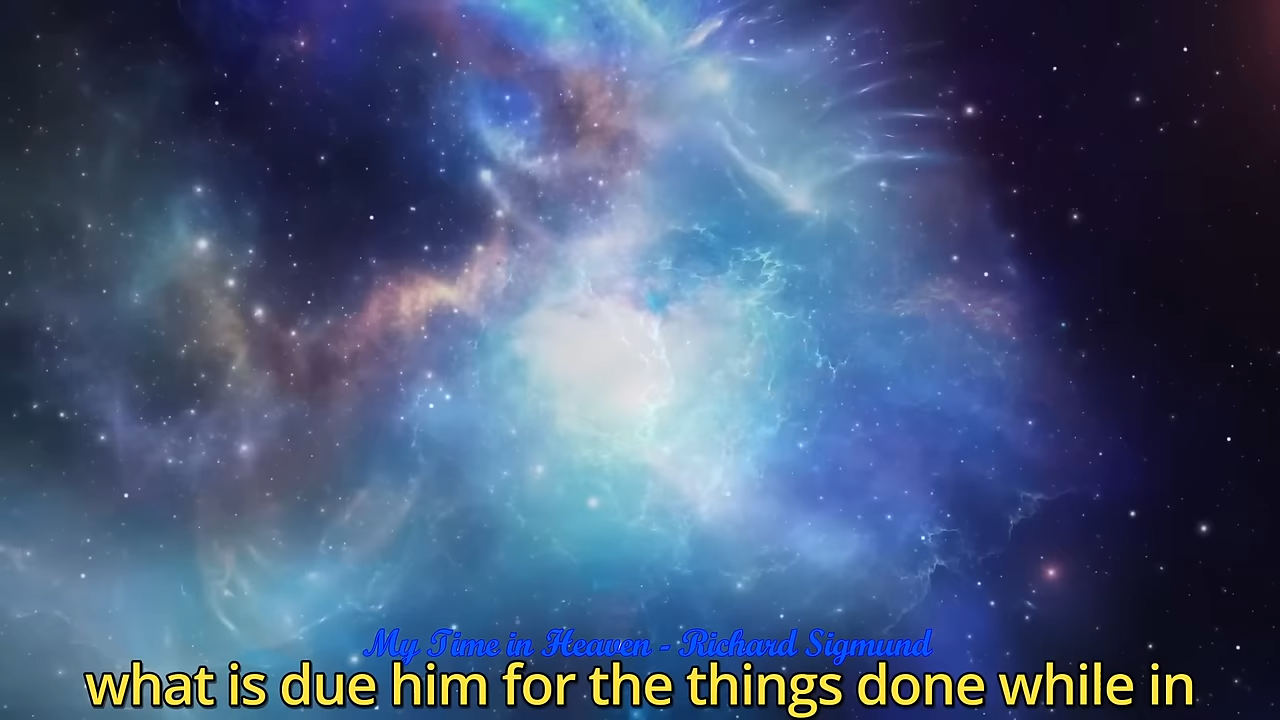 My Time in Heaven - Richard Sigmund
what is due him for the things done while in